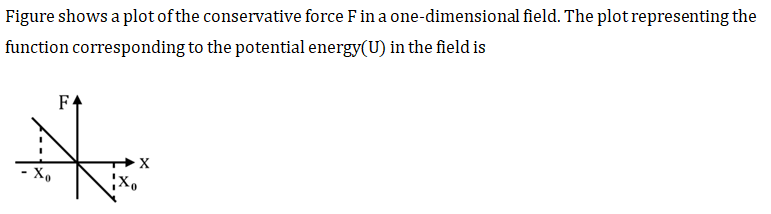 Figure shows a plot of the conservative force F in a one-dimensional field. The plot representing the
function corresponding to the potential energy(U) in the field is
F
X
- X₀
X₀